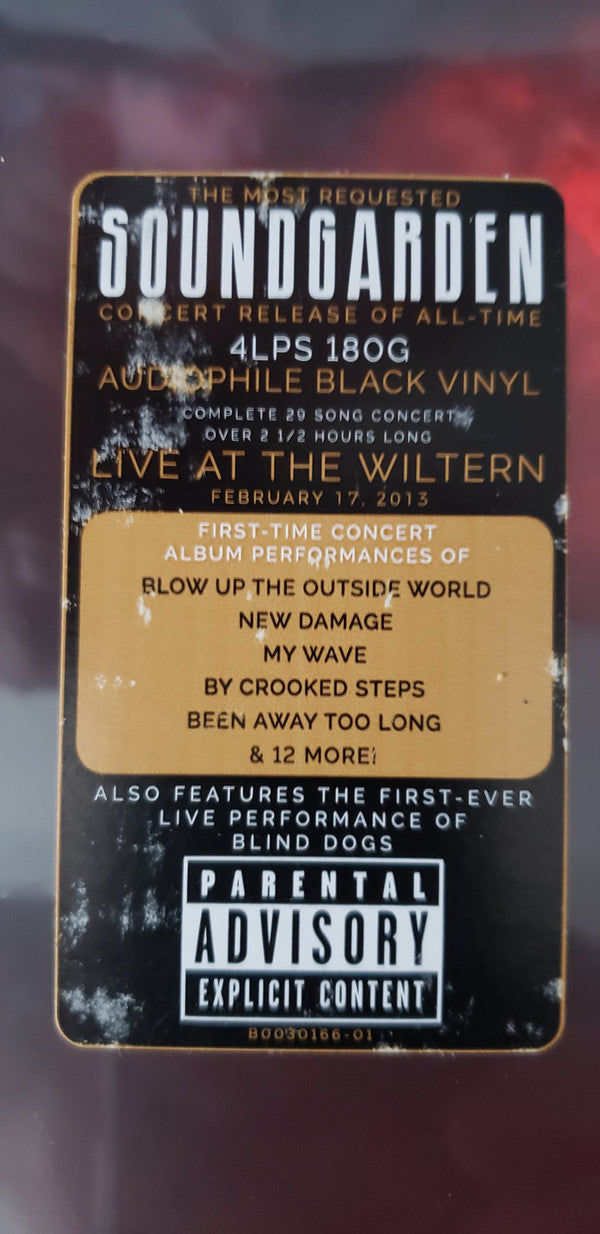 THE MOST REQUESTED
SOUNDGARDEN
CONCERT RELEASE OF ALL-TIME
4LPS 180G
AUDIOPHILE BLACK VINYL
COMPLETE 29 SONG CONCERT
OVER 2 1/2 HOURS LONG
LIVE AT THE WILTERN
FEBRUARY 17, 2013
FIRST-TIME CONCERT
ALBUM PERFORMANCES OF
BLOW UP THE OUTSIDE WORLD
NEW DAMAGE
MY WAVE
BY CROOKED STEPS
BEEN AWAY TOO LONG
& 12 MORE!
ALSO FEATURES THE FIRST-EVER
LIVE PERFORMANCE OF
BLIND DOGS
PARENTAL
ADVISORY
EXPLICIT CONTENT
B0030166-01